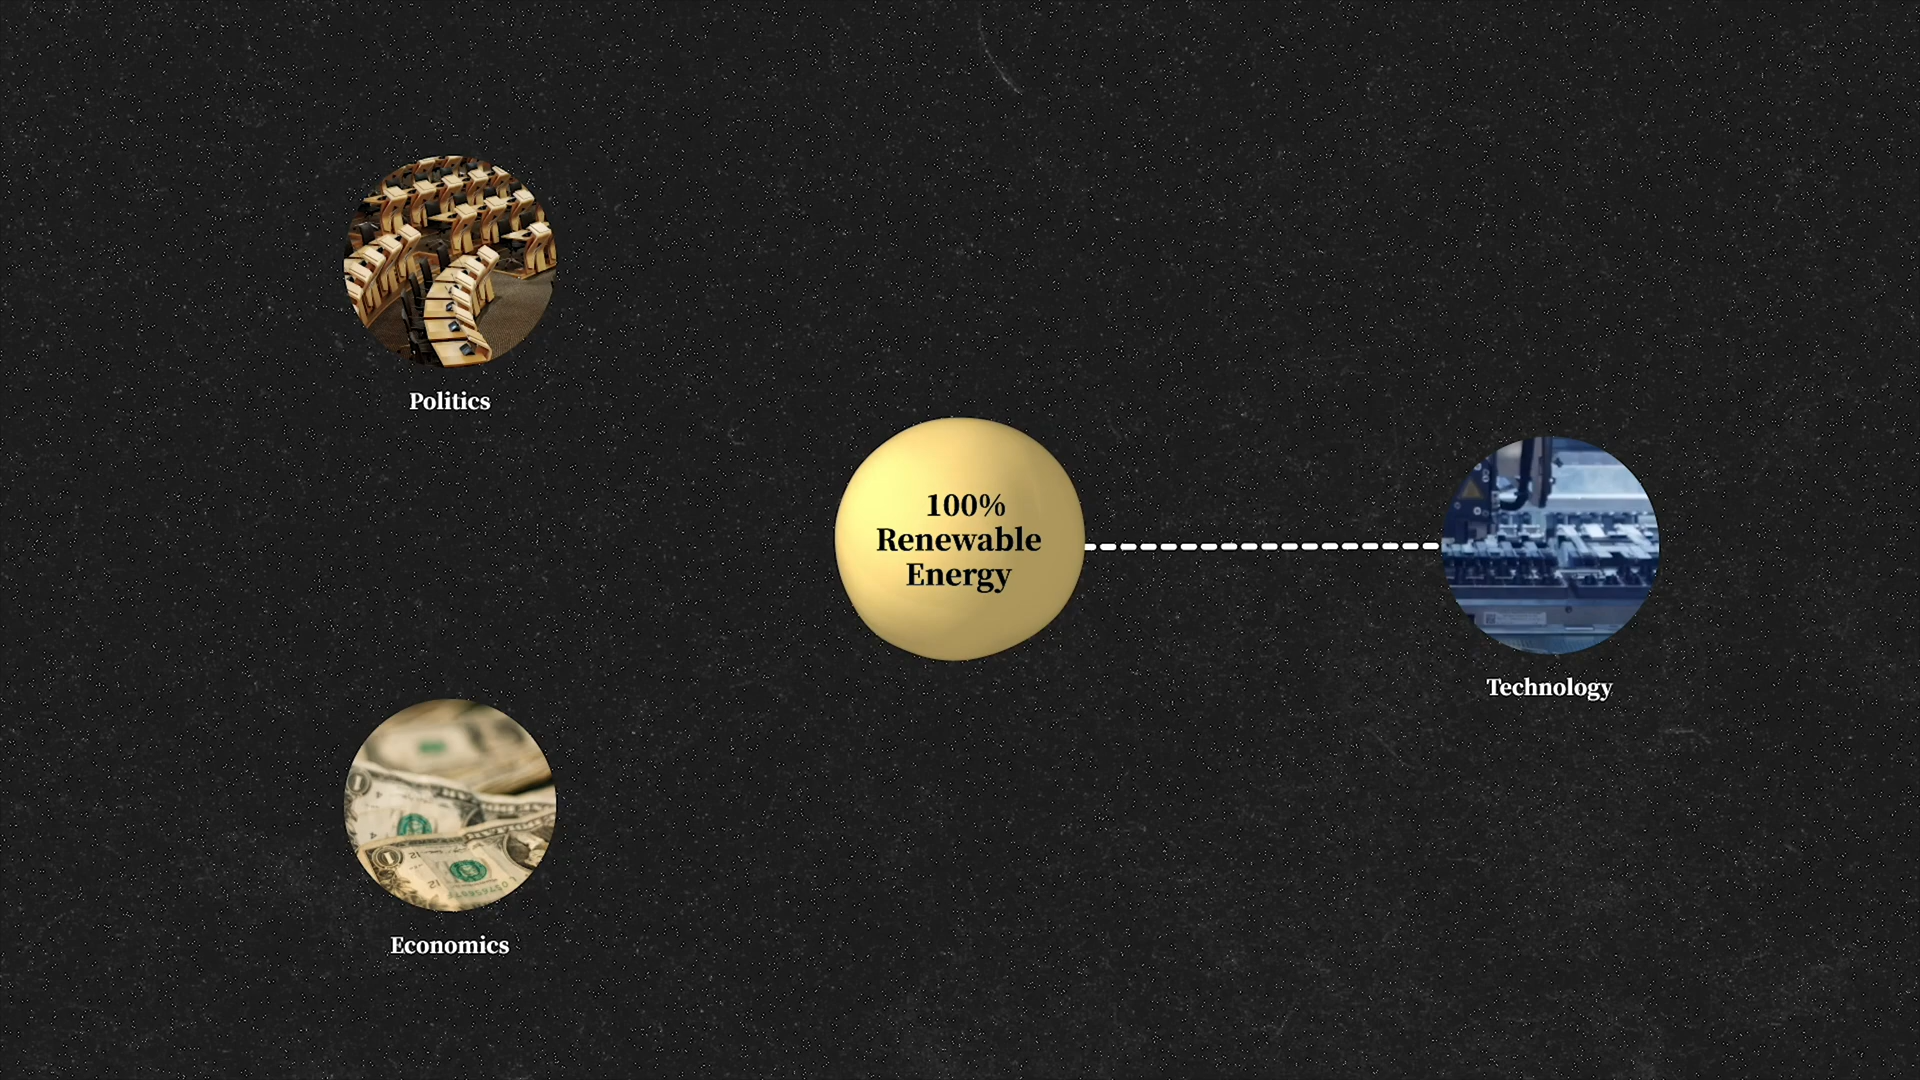 Politics
100%
Renewable
Energy
Technology
Economics